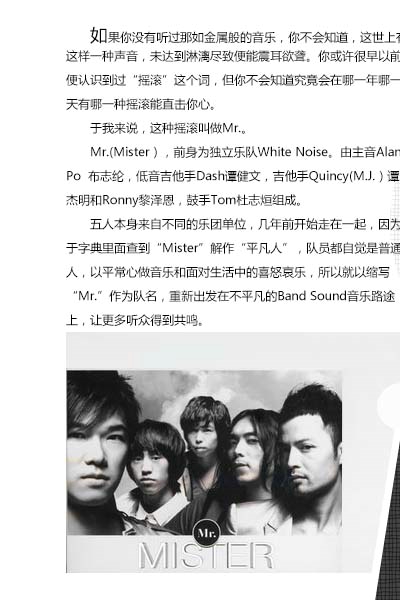 如果你没有听过那如金属般的音乐，你不会知道，这世上有
这样一种声音，未达到淋漓尽致便能震耳欲聋。你或许很早以前
便认识到过“摇滚”这个词，但你不会知道究竟会在哪一年哪一
天有哪一种摇滚能直击你心。
于我来说，这种摇滚叫做Mr.。
Mr.(Mister )，前身为独立乐队White Noise。由主音Alan
Po 布志纶，低音吉他手Dash谭健文，吉他手Quincy(M.J. ) 谭
杰明和Ronny黎泽恩，鼓手Tom杜志烜组成。
五人本身来自不同的乐团单位，几年前开始走在一起，因为
于字典里面查到“Mister”解作“平凡人”，队员都自觉是普通
人，以平常心做音乐和面对生活中的喜怒哀乐，所以就以缩写
“Mr.”作为队名，重新出发在不平凡的Band Sound音乐路途
上，让更多听众得到共鸣。
Mr.
MISTER